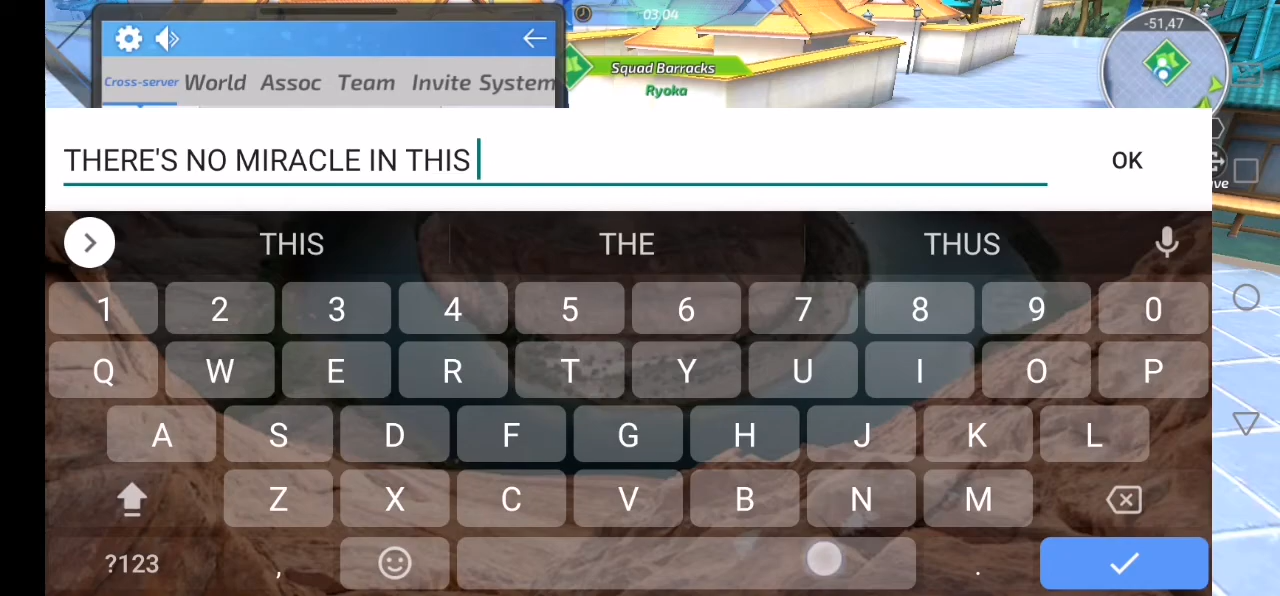 03:04
-51,47
Cross-server World Assoc Team Invite System
Squad Barracks
Ryoka
THERE'S NO MIRACLE IN THIS
OK
THIS THE THUS
1 2 3 4 5 6 7 8 9 0
Q W E R T Y U I O P
A S D F G H J K L
Z X C V B N M
?123 , .